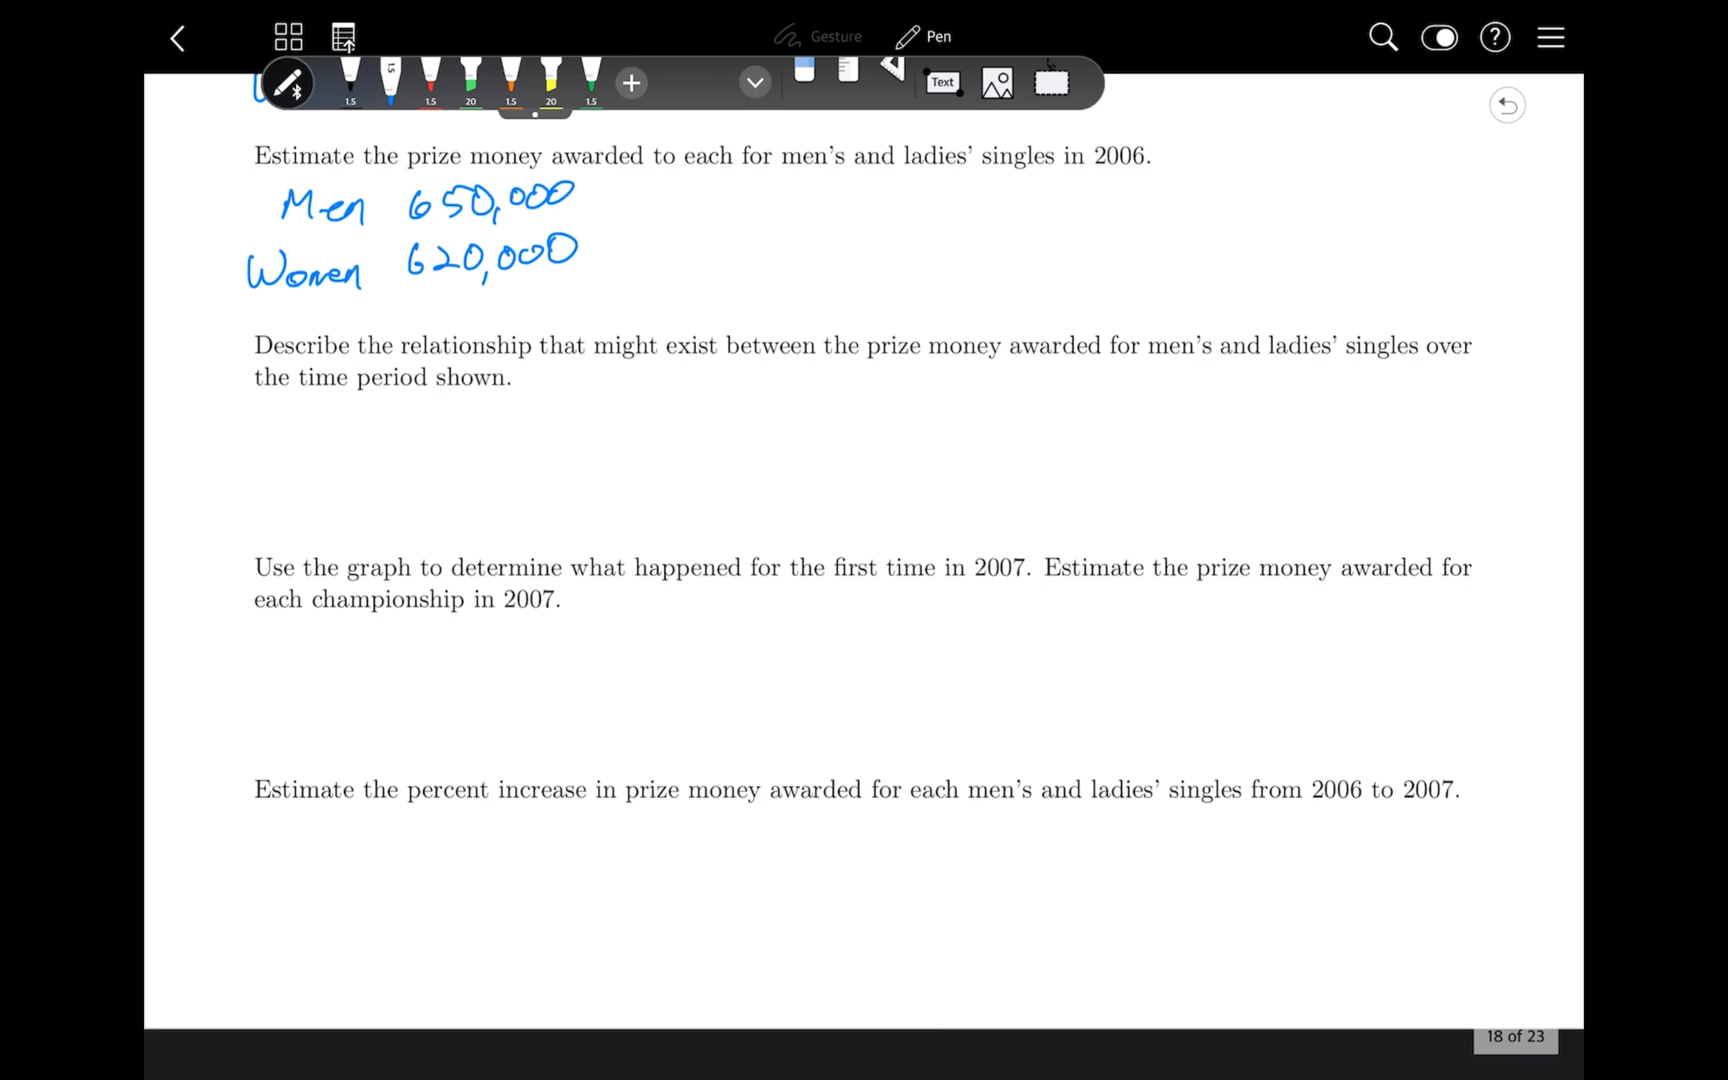 Gesture Pen
1.5 1.5 1.5 20 1.5 20 1.5 Text
Estimate the prize money awarded to each for men's and ladies' singles in 2006.
Men 650,000
Women 620,000
Describe the relationship that might exist between the prize money awarded for men's and ladies' singles over
the time period shown.
Use the graph to determine what happened for the first time in 2007. Estimate the prize money awarded for
each championship in 2007.
Estimate the percent increase in prize money awarded for each men's and ladies' singles from 2006 to 2007.
18 of 23